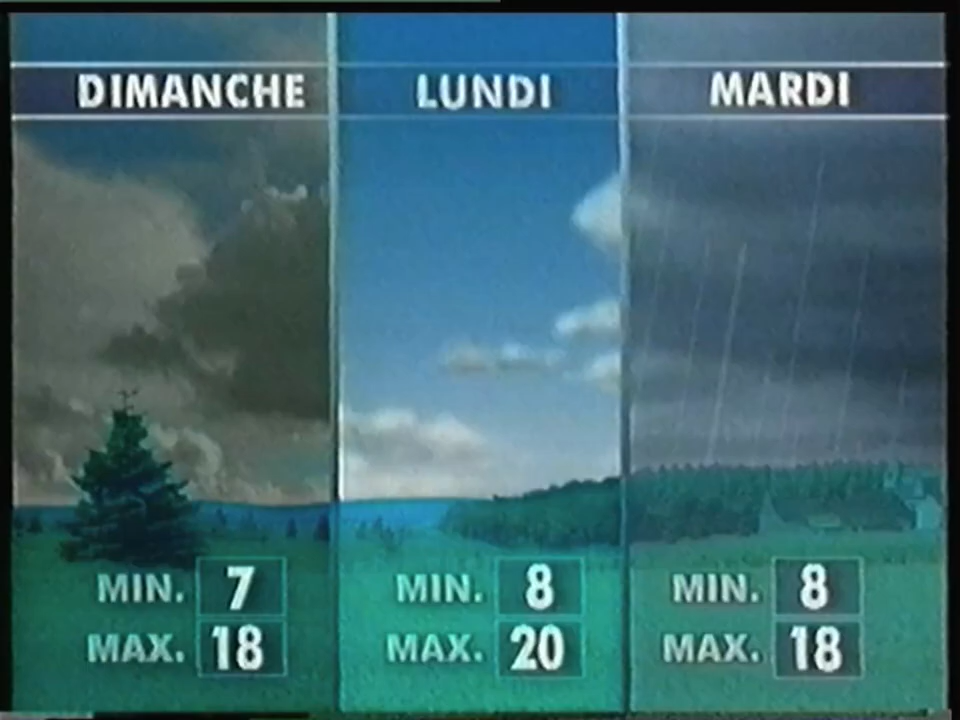 DIMANCHE
MIN. 7
MAX. 18
LUNDI
MIN. 8
MAX. 20
MARDI
MIN. 8
MAX. 18